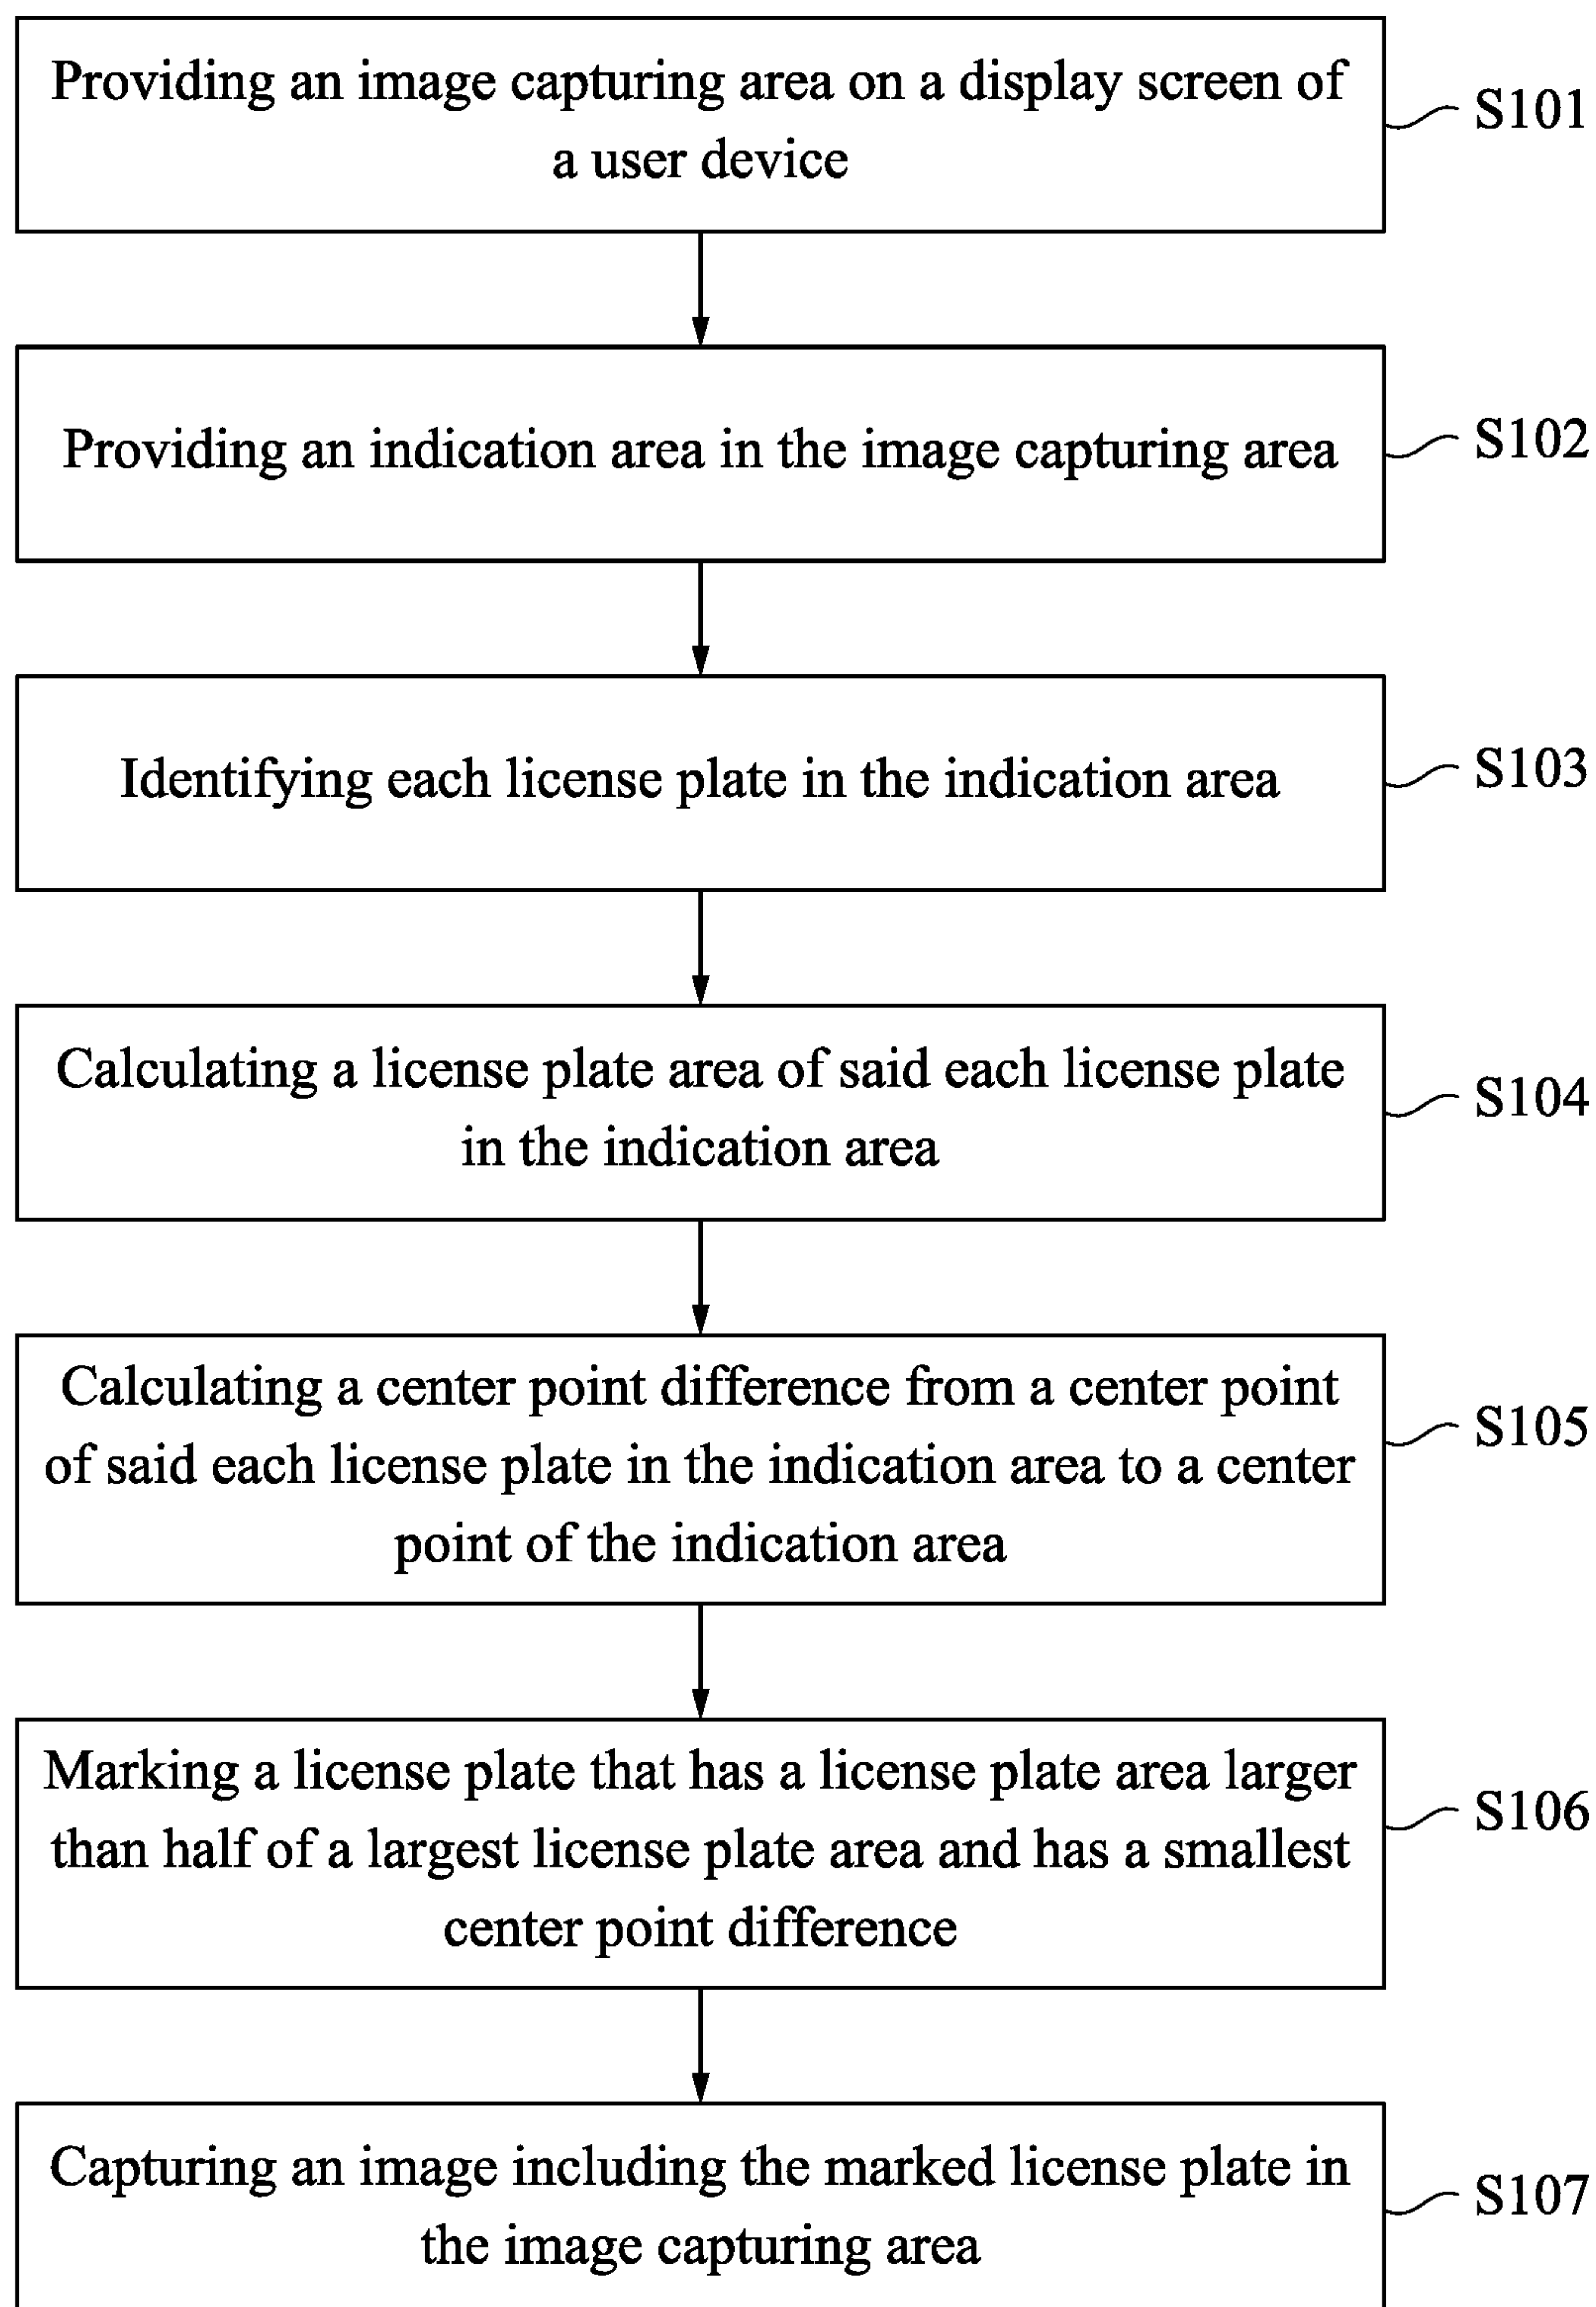 Providing an image capturing area on a display screen of
a user device
S101
Providing an indication area in the image capturing area
S102
Identifying each license plate in the indication area
S103
Calculating a license plate area of said each license plate
in the indication area
S104
Calculating a center point difference from a center point
of said each license plate in the indication area to a center
point of the indication area
S105
Marking a license plate that has a license plate area larger
than half of a largest license plate area and has a smallest
center point difference
S106
Capturing an image including the marked license plate in
the image capturing area
S107